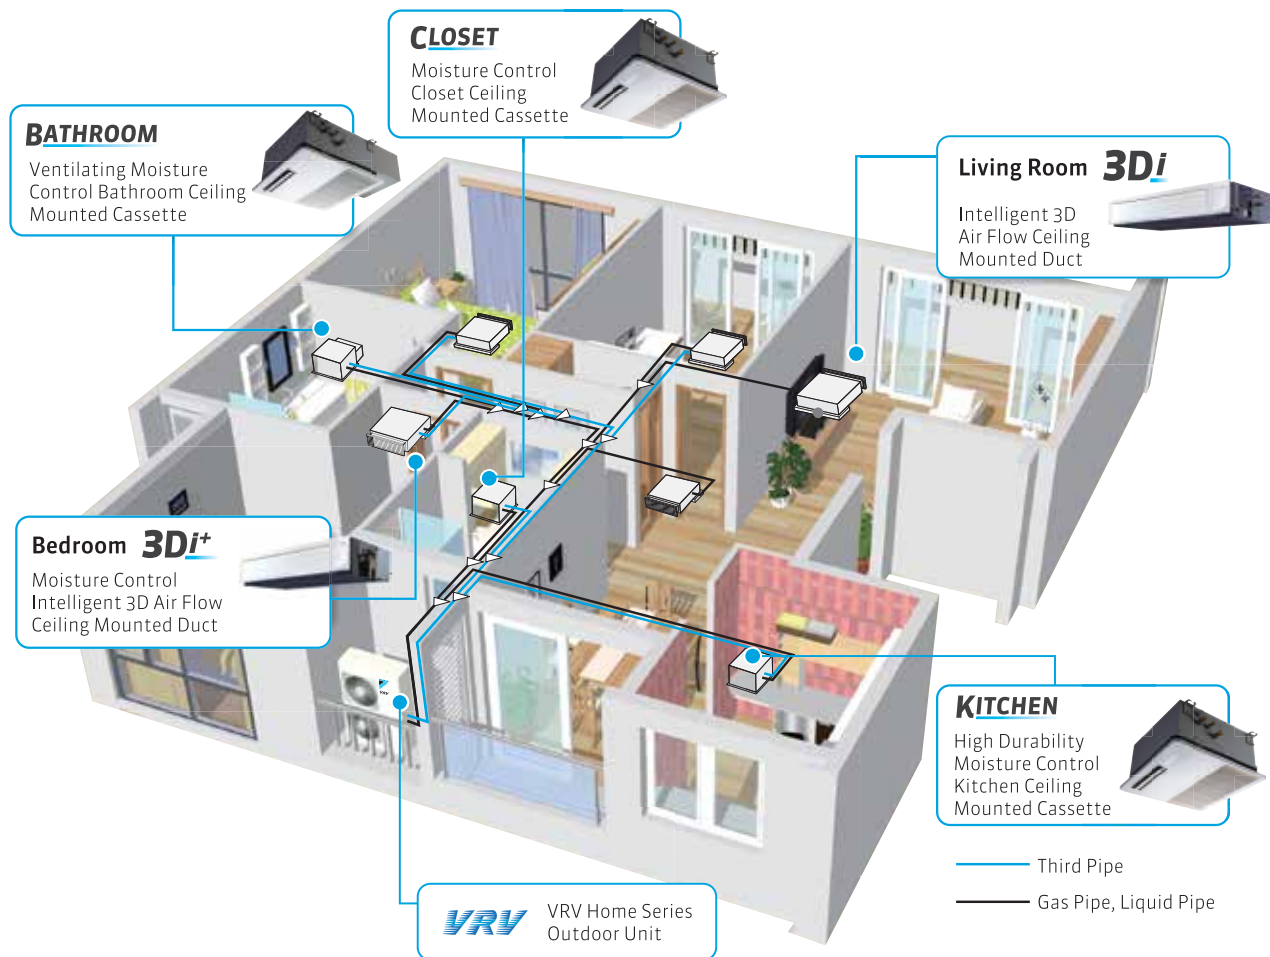 CLOSET
Moisture Control
Closet Ceiling
Mounted Cassette
BATHROOM
Ventilating Moisture
Control Bathroom Ceiling
Mounted Cassette
Living Room 3Di
Intelligent 3D
Air Flow Ceiling
Mounted Duct
Bedroom 3Di+
Moisture Control
Intelligent 3D Air Flow
Ceiling Mounted Duct
VRV
KITCHEN
High Durability
Moisture Control
Kitchen Ceiling
Mounted Cassette
Third Pipe
Gas Pipe, Liquid Pipe
VRV
VRV Home Series
Outdoor Unit